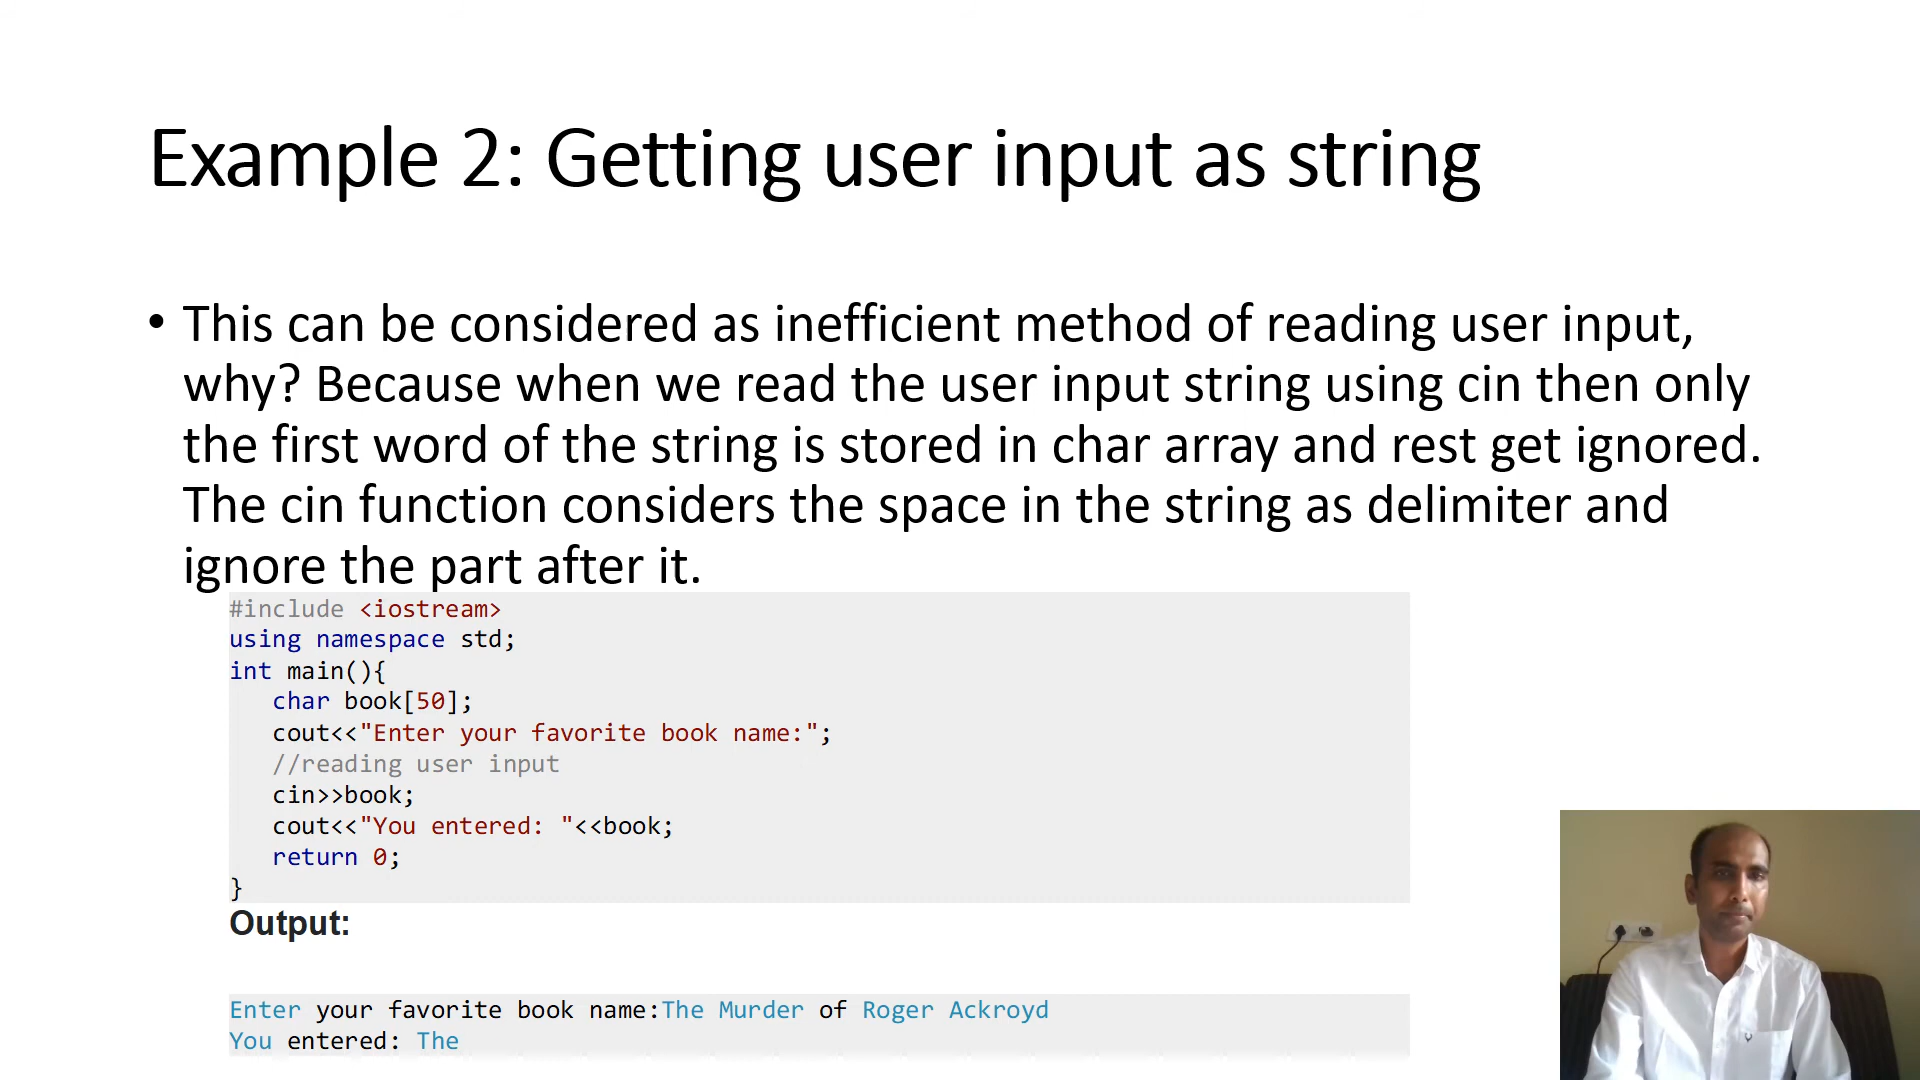 Example 2: Getting user input as string
• This can be considered as inefficient method of reading user input,
why? Because when we read the user input string using cin then only
the first word of the string is stored in char array and rest get ignored.
The cin function considers the space in the string as delimiter and
ignore the part after it.
#include <iostream>
using namespace std;
int main(){
   char book[50];
   cout<<"Enter your favorite book name:";
   //reading user input
   cin>>book;
   cout<<"You entered: "<<book;
   return 0;
}
Output:
Enter your favorite book name:The Murder of Roger Ackroyd
You entered: The